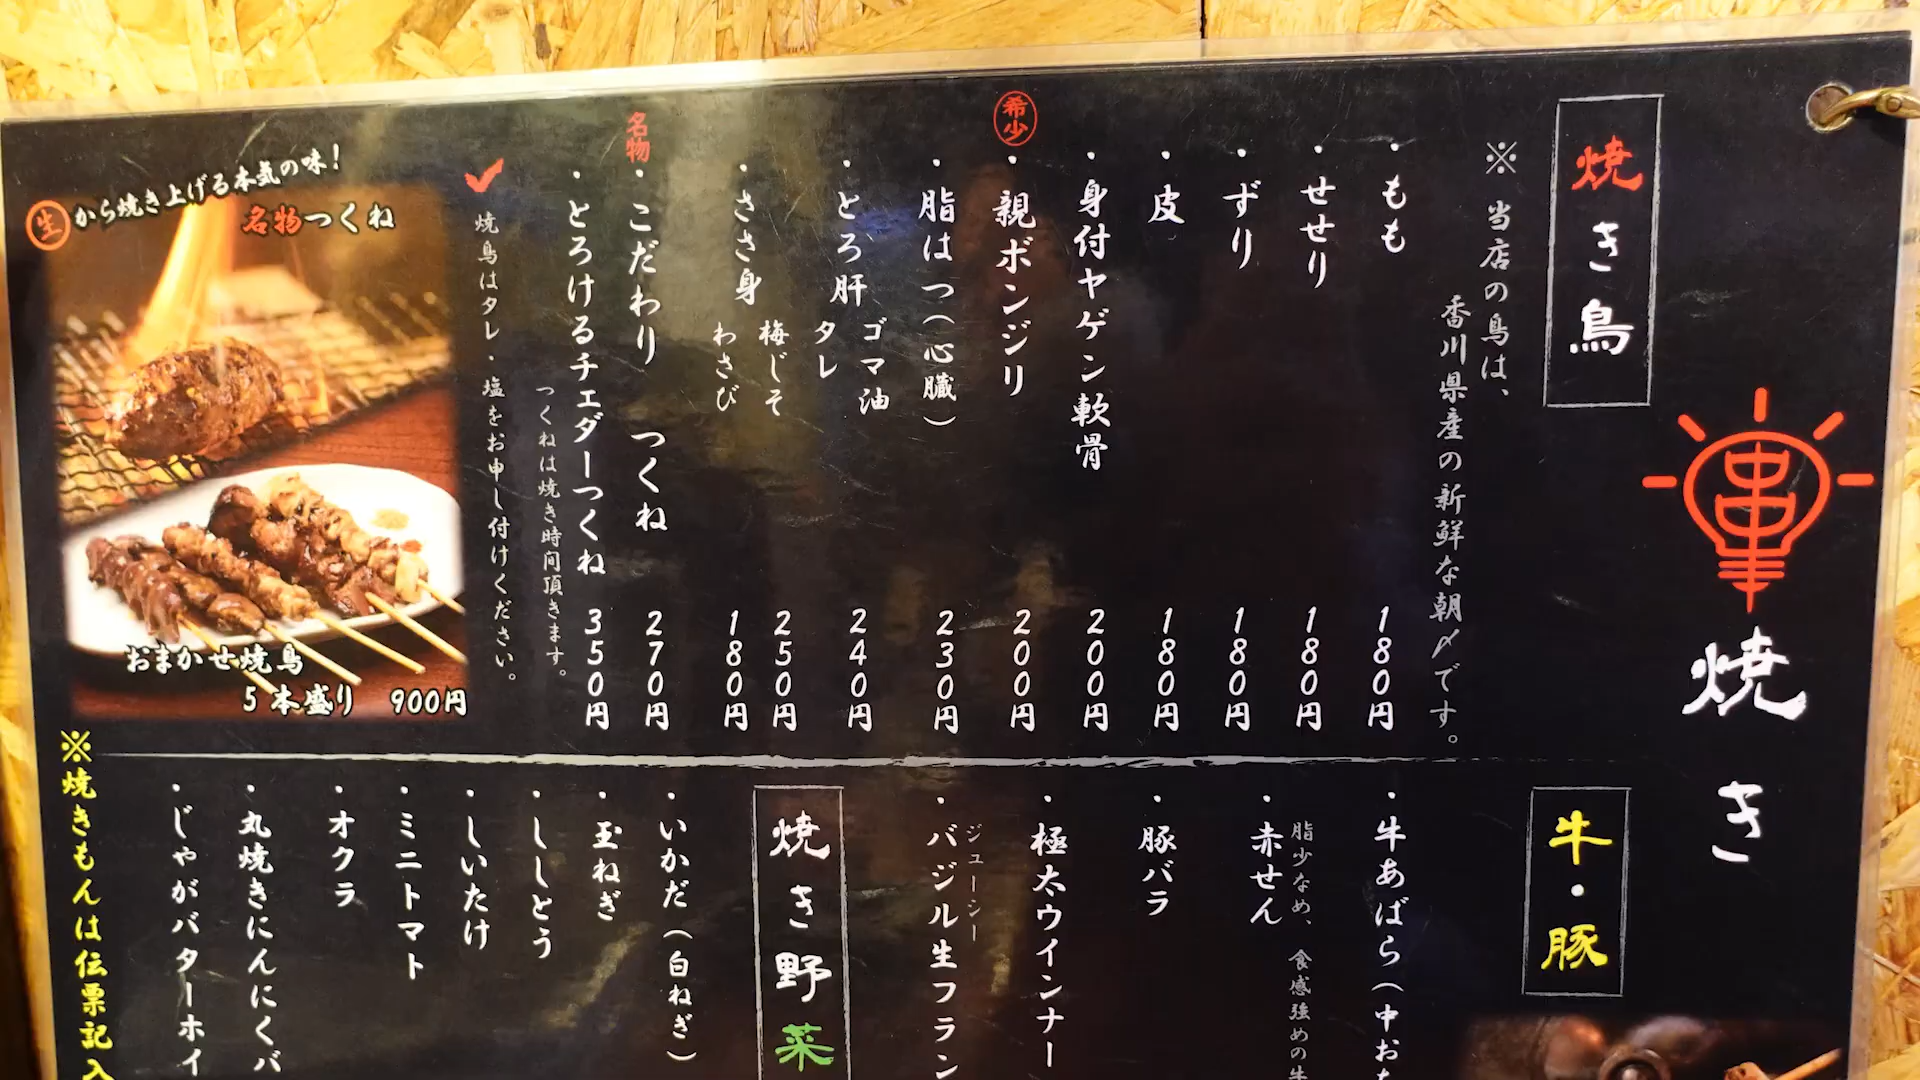 串焼き
焼き鳥
※当店の鳥は、
香川県産の新鮮な朝〆です。
・もも 180円
・せせり 180円
・ずり 180円
・皮 180円
・身付ヤゲン軟骨 200円
希少
・親ボンジリ 200円
・脂はつ(心臓) 230円
・とろ肝 ゴマ油 タレ 240円
・ささ身 梅じそ 250円
わさび 180円
名物
・こだわり つくね 270円
・とろけるチェダーつくね 350円
つくねは焼き時間頂きます。
焼鳥はタレ・塩をお申し付けください。
生から焼き上げる本気の味!
名物つくね
おまかせ焼鳥
5本盛り 900円
牛・豚
・牛あばら(中お
脂少なめ、食感強めの
・赤せん
・豚バラ
・極太ウインナー
ジューシー
・バジル生フラン
焼き野菜
・いかだ(白ねぎ)
・玉ねぎ
・ししとう
・しいたけ
・ミニトマト
・オクラ
・丸焼きにんにくバ
・じゃがバターホイ
※焼きもんは伝票記入